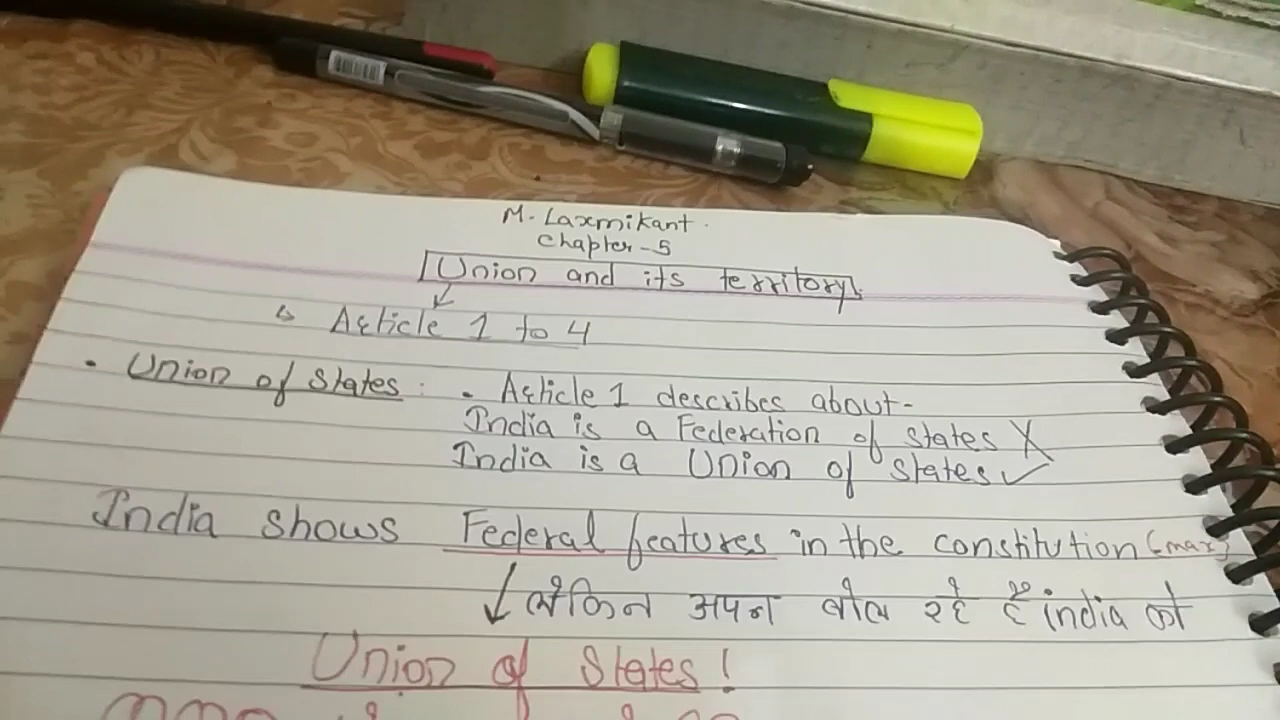 M. Laxmikant.
Chapter-5
Union and its territory.
Article 1 to 4
• Union of States: • Article 1 describes about-
India is a Federation of states X
India is a Union of States ✓
India shows Federal features in the constitution (max)
↓ लेकिन अपन बोल रहे हैं india को
Union of States!